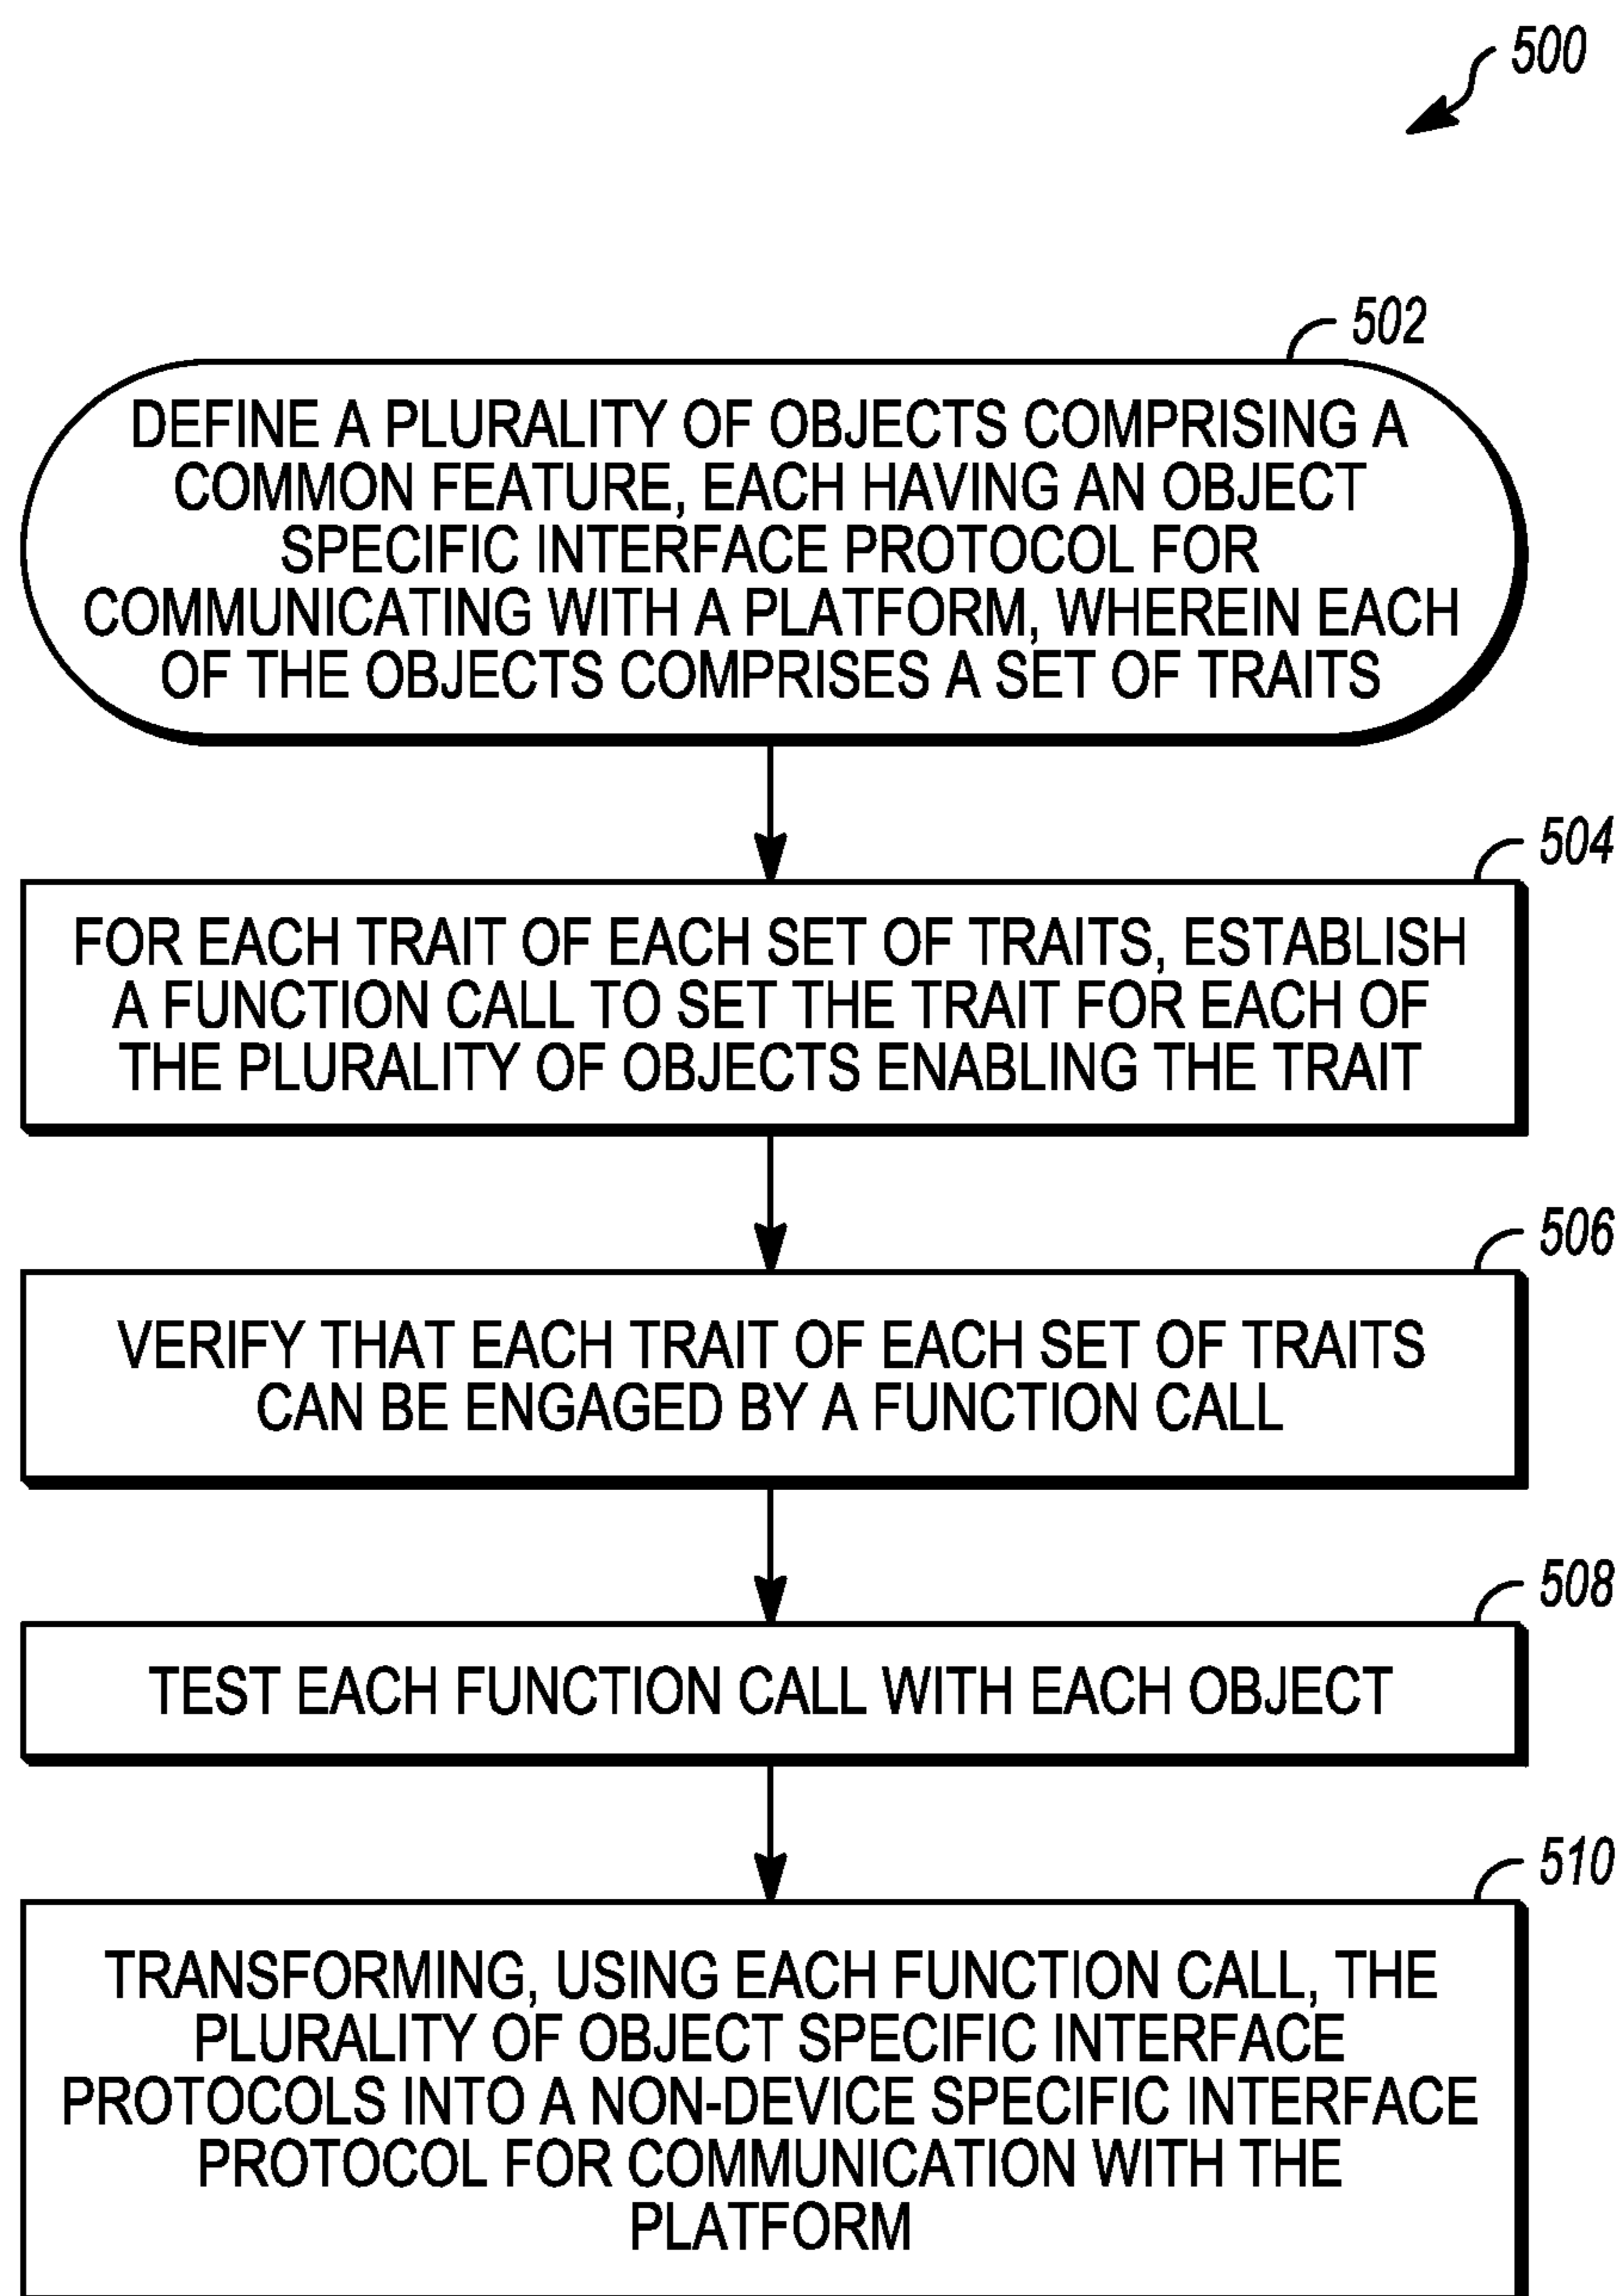 500
502
DEFINE A PLURALITY OF OBJECTS COMPRISING A
COMMON FEATURE, EACH HAVING AN OBJECT
SPECIFIC INTERFACE PROTOCOL FOR
COMMUNICATING WITH A PLATFORM, WHEREIN EACH
OF THE OBJECTS COMPRISES A SET OF TRAITS
504
FOR EACH TRAIT OF EACH SET OF TRAITS, ESTABLISH
A FUNCTION CALL TO SET THE TRAIT FOR EACH OF
THE PLURALITY OF OBJECTS ENABLING THE TRAIT
506
VERIFY THAT EACH TRAIT OF EACH SET OF TRAITS
CAN BE ENGAGED BY A FUNCTION CALL
508
TEST EACH FUNCTION CALL WITH EACH OBJECT
510
TRANSFORMING, USING EACH FUNCTION CALL, THE
PLURALITY OF OBJECT SPECIFIC INTERFACE
PROTOCOLS INTO A NON-DEVICE SPECIFIC INTERFACE
PROTOCOL FOR COMMUNICATION WITH THE
PLATFORM